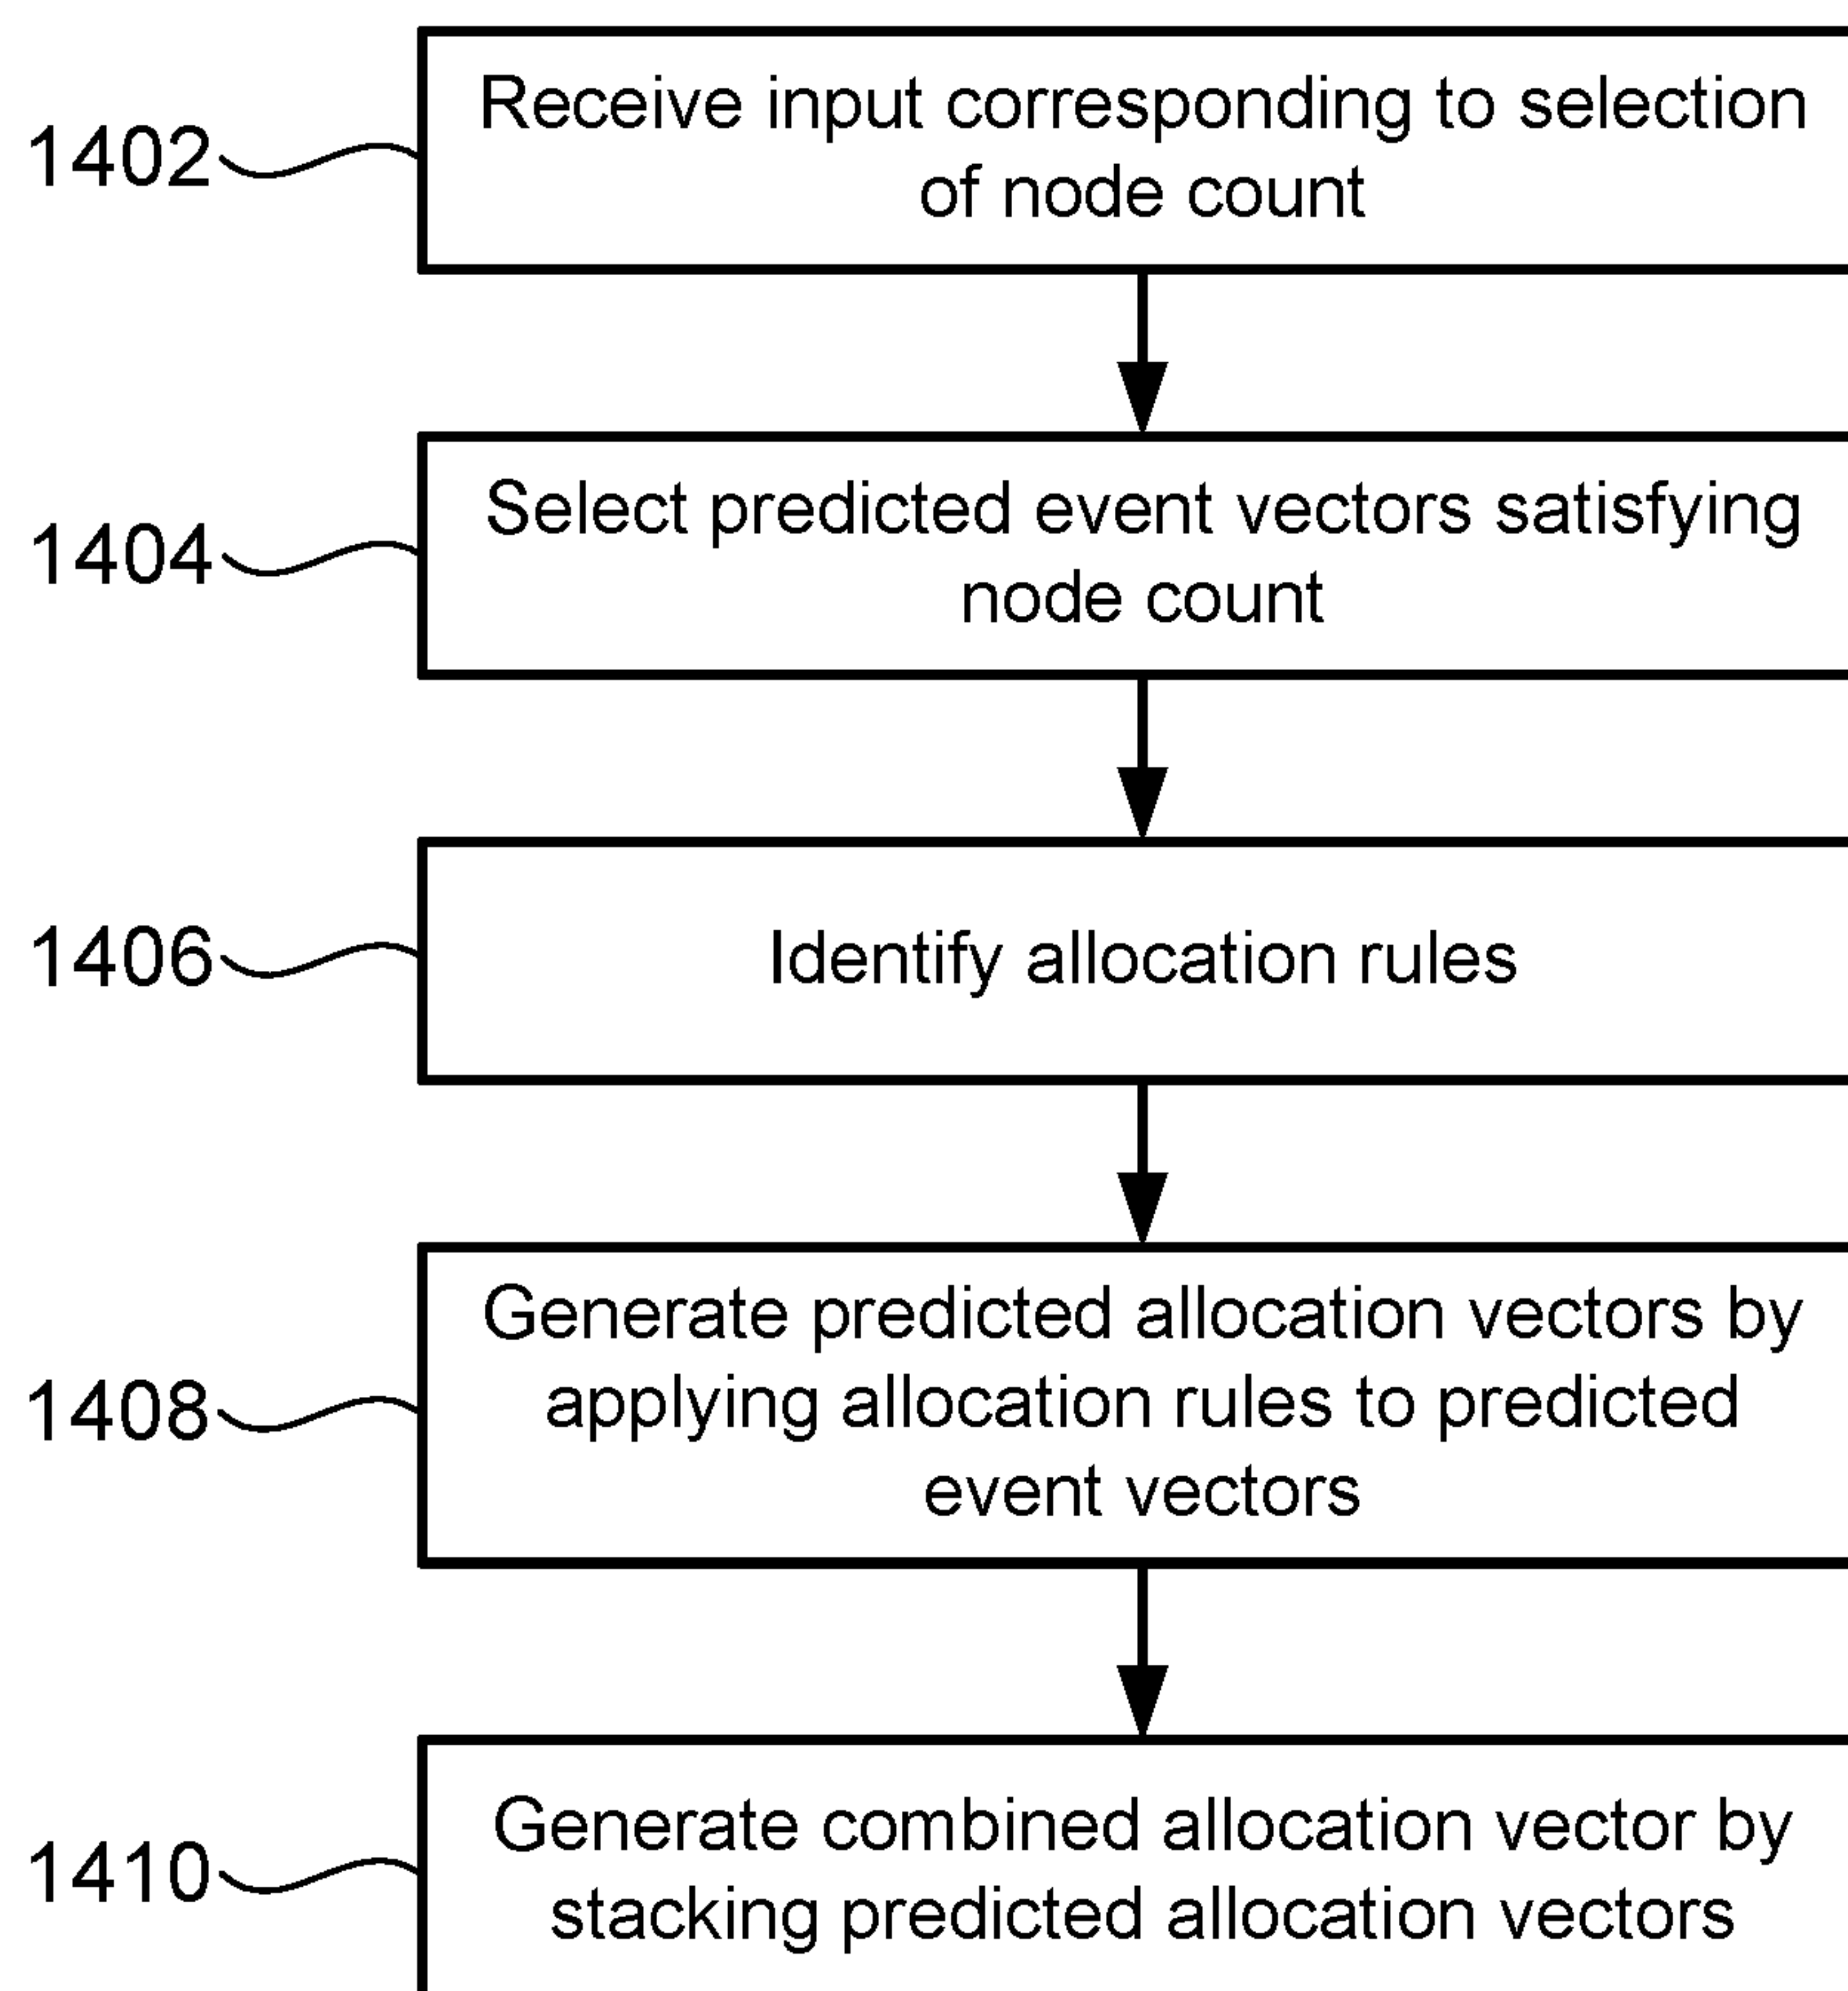 1402
Receive input corresponding to selection
of node count
1404
Select predicted event vectors satisfying
node count
1406
Identify allocation rules
1408
Generate predicted allocation vectors by
applying allocation rules to predicted
event vectors
1410
Generate combined allocation vector by
stacking predicted allocation vectors